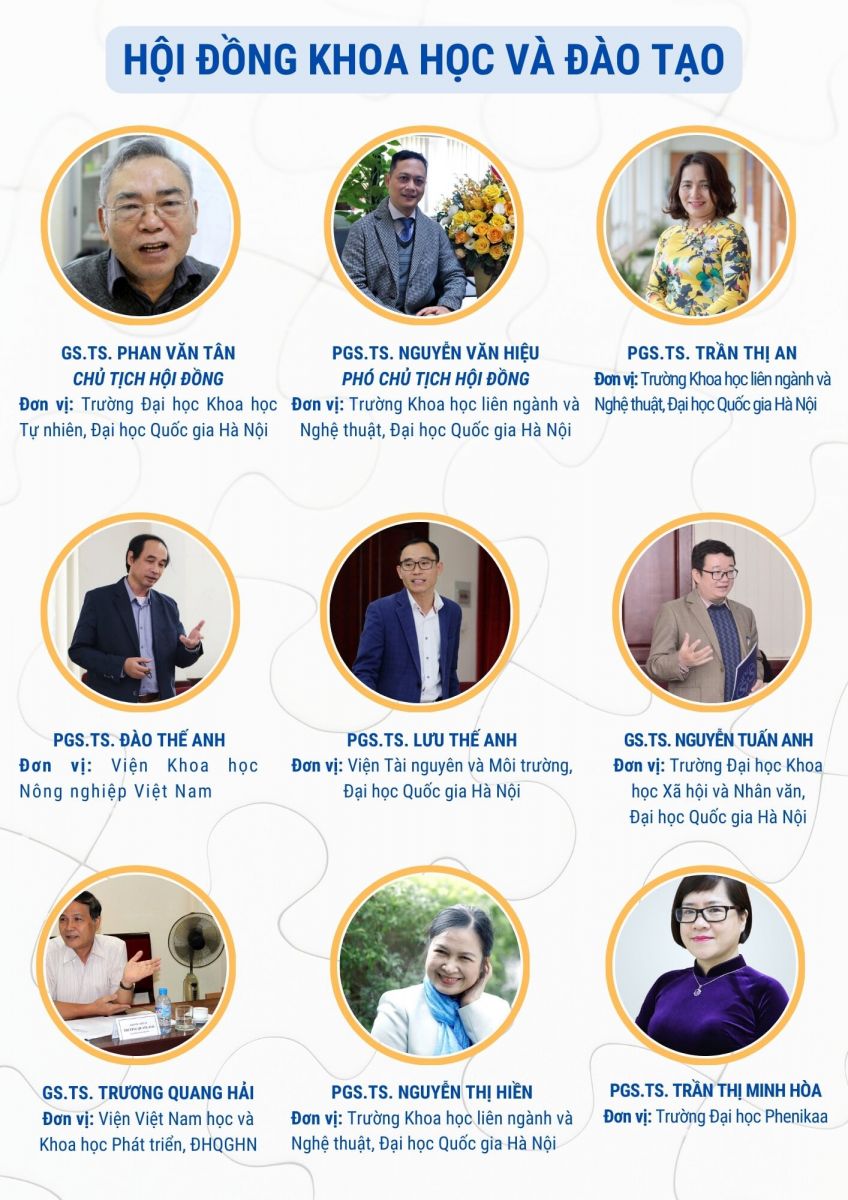 HỘI ĐỒNG KHOA HỌC VÀ ĐÀO TẠO
GS.TS. PHAN VĂN TÂN
CHỦ TỊCH HỘI ĐỒNG
Đơn vị: Trường Đại học Khoa học
Tự nhiên, Đại học Quốc gia Hà Nội
PGS.TS. NGUYỄN VĂN HIỆU
PHÓ CHỦ TỊCH HỘI ĐỒNG
Đơn vị: Trường Khoa học liên ngành và
Nghệ thuật, Đại học Quốc gia Hà Nội
PGS.TS. TRẦN THỊ AN
Đơn vị: Trường Khoa học liên ngành và
Nghệ thuật, Đại học Quốc gia Hà Nội
PGS.TS. ĐÀO THẾ ANH
Đơn vị: Viện Khoa học
Nông nghiệp Việt Nam
PGS.TS. LƯU THẾ ANH
Đơn vị: Viện Tài nguyên và Môi trường,
Đại học Quốc gia Hà Nội
GS.TS. NGUYỄN TUẤN ANH
Đơn vị: Trường Đại học Khoa
học Xã hội và Nhân văn,
Đại học Quốc gia Hà Nội
GS.TS. TRƯƠNG QUANG HẢI
Đơn vị: Viện Việt Nam học và
Khoa học Phát triển, ĐHQGHN
PGS.TS. NGUYỄN THỊ HIỀN
Đơn vị: Trường Khoa học liên ngành và
Nghệ thuật, Đại học Quốc gia Hà Nội
PGS.TS. TRẦN THỊ MINH HÒA
Đơn vị: Trường Đại học Phenikaa